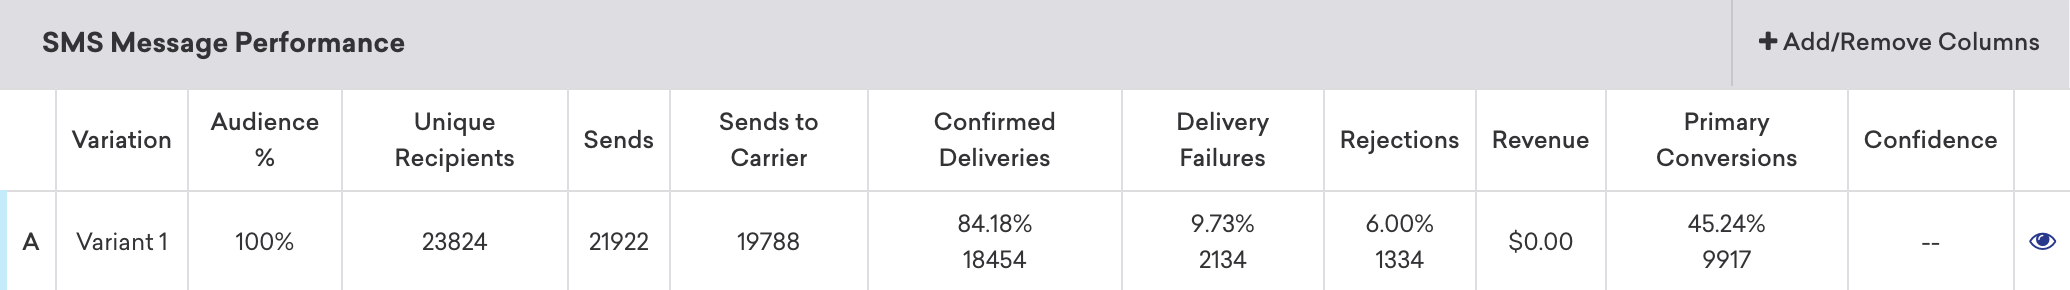 SMS Message Performance
+ Add/Remove Columns
Variation
Audience
%
Unique
Recipients
Sends
Sends to
Carrier
Confirmed
Deliveries
Delivery
Failures
Rejections
Revenue
Primary
Conversions
Confidence
A
Variant 1
100%
23824
21922
19788
84.18%
18454
9.73%
2134
6.00%
1334
$0.00
45.24%
9917
--